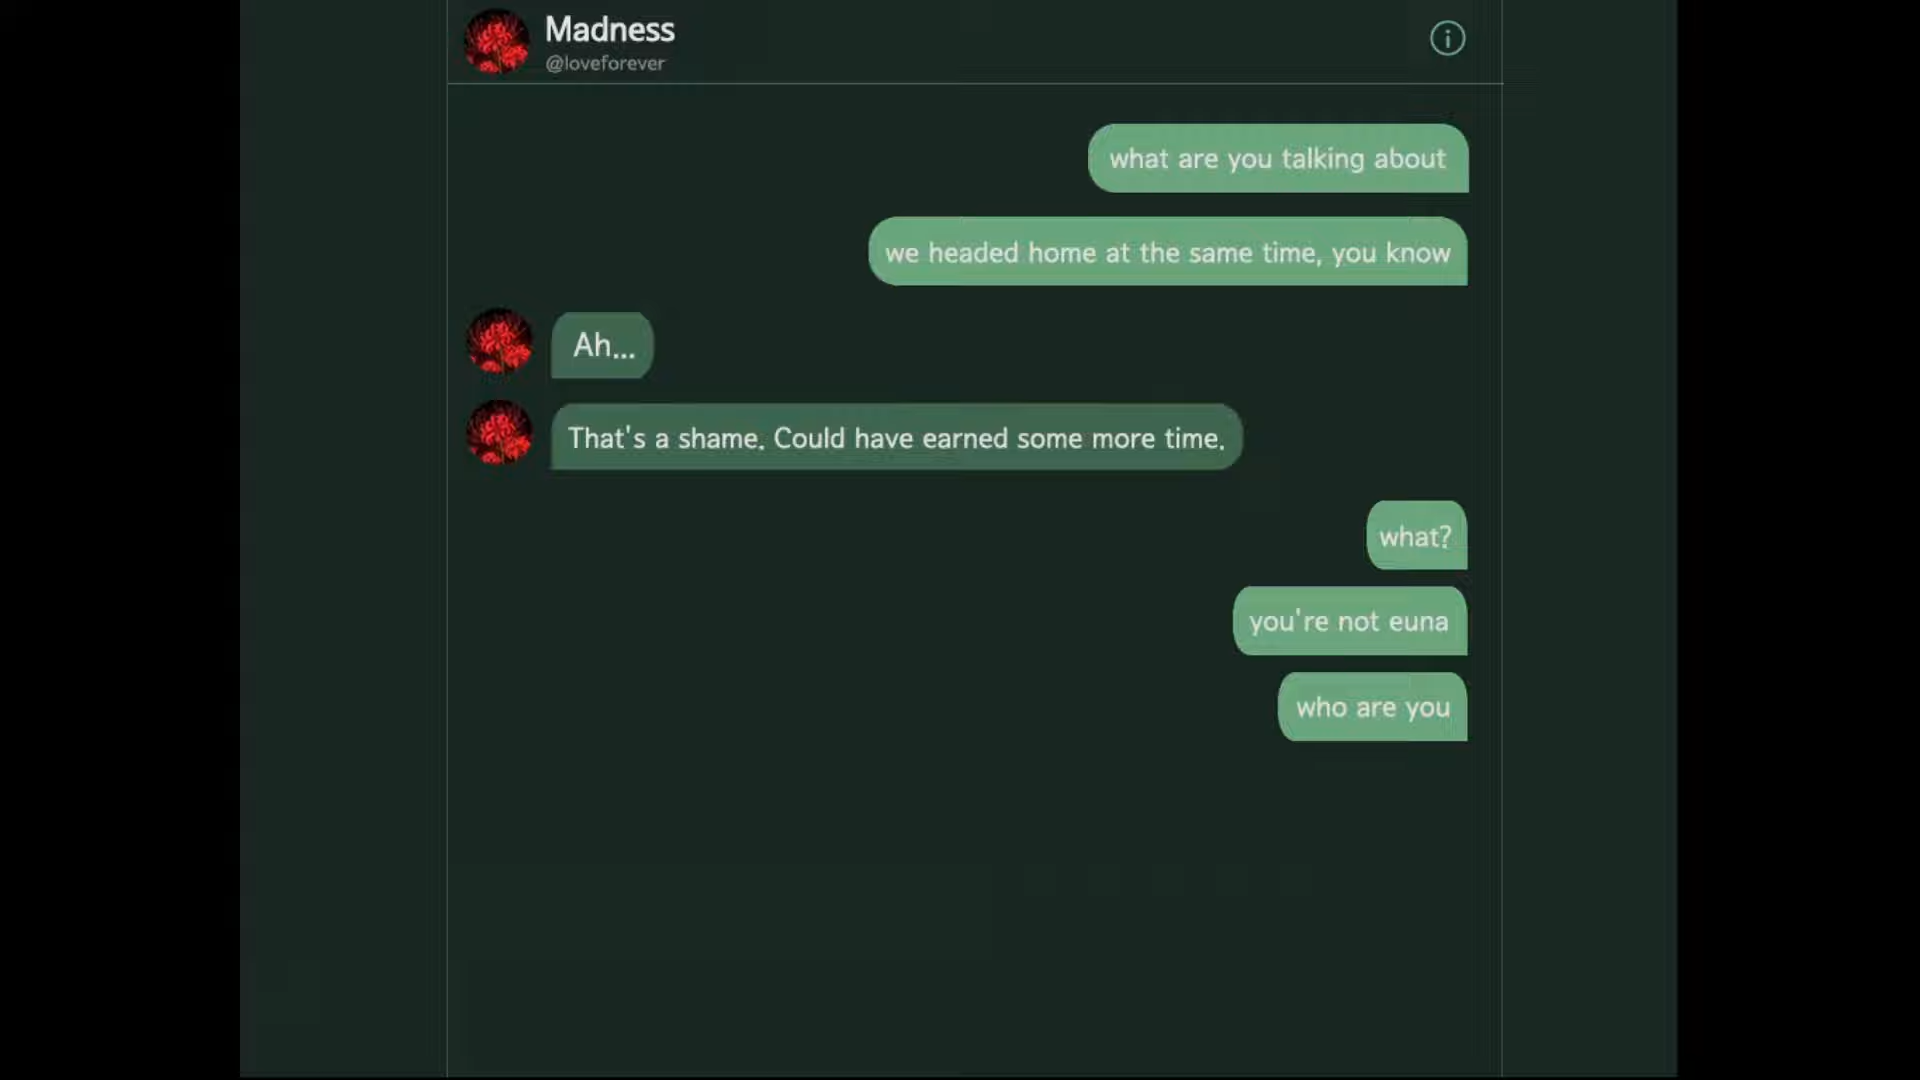 Madness
@loveforever
what are you talking about
we headed home at the same time, you know
Ah...
That's a shame. Could have earned some more time.
what?
you're not euna
who are you